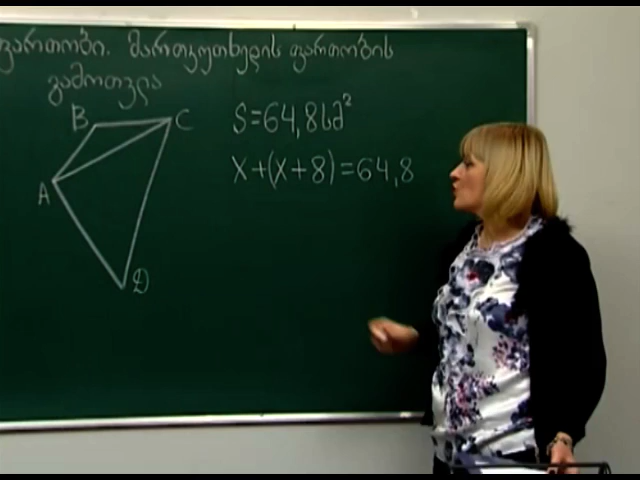 ფართობი. მართკუთხედის ფართობის
გამოთვლა
B
C
A
D
S=64,8სმ²
x+(x+8)=64,8